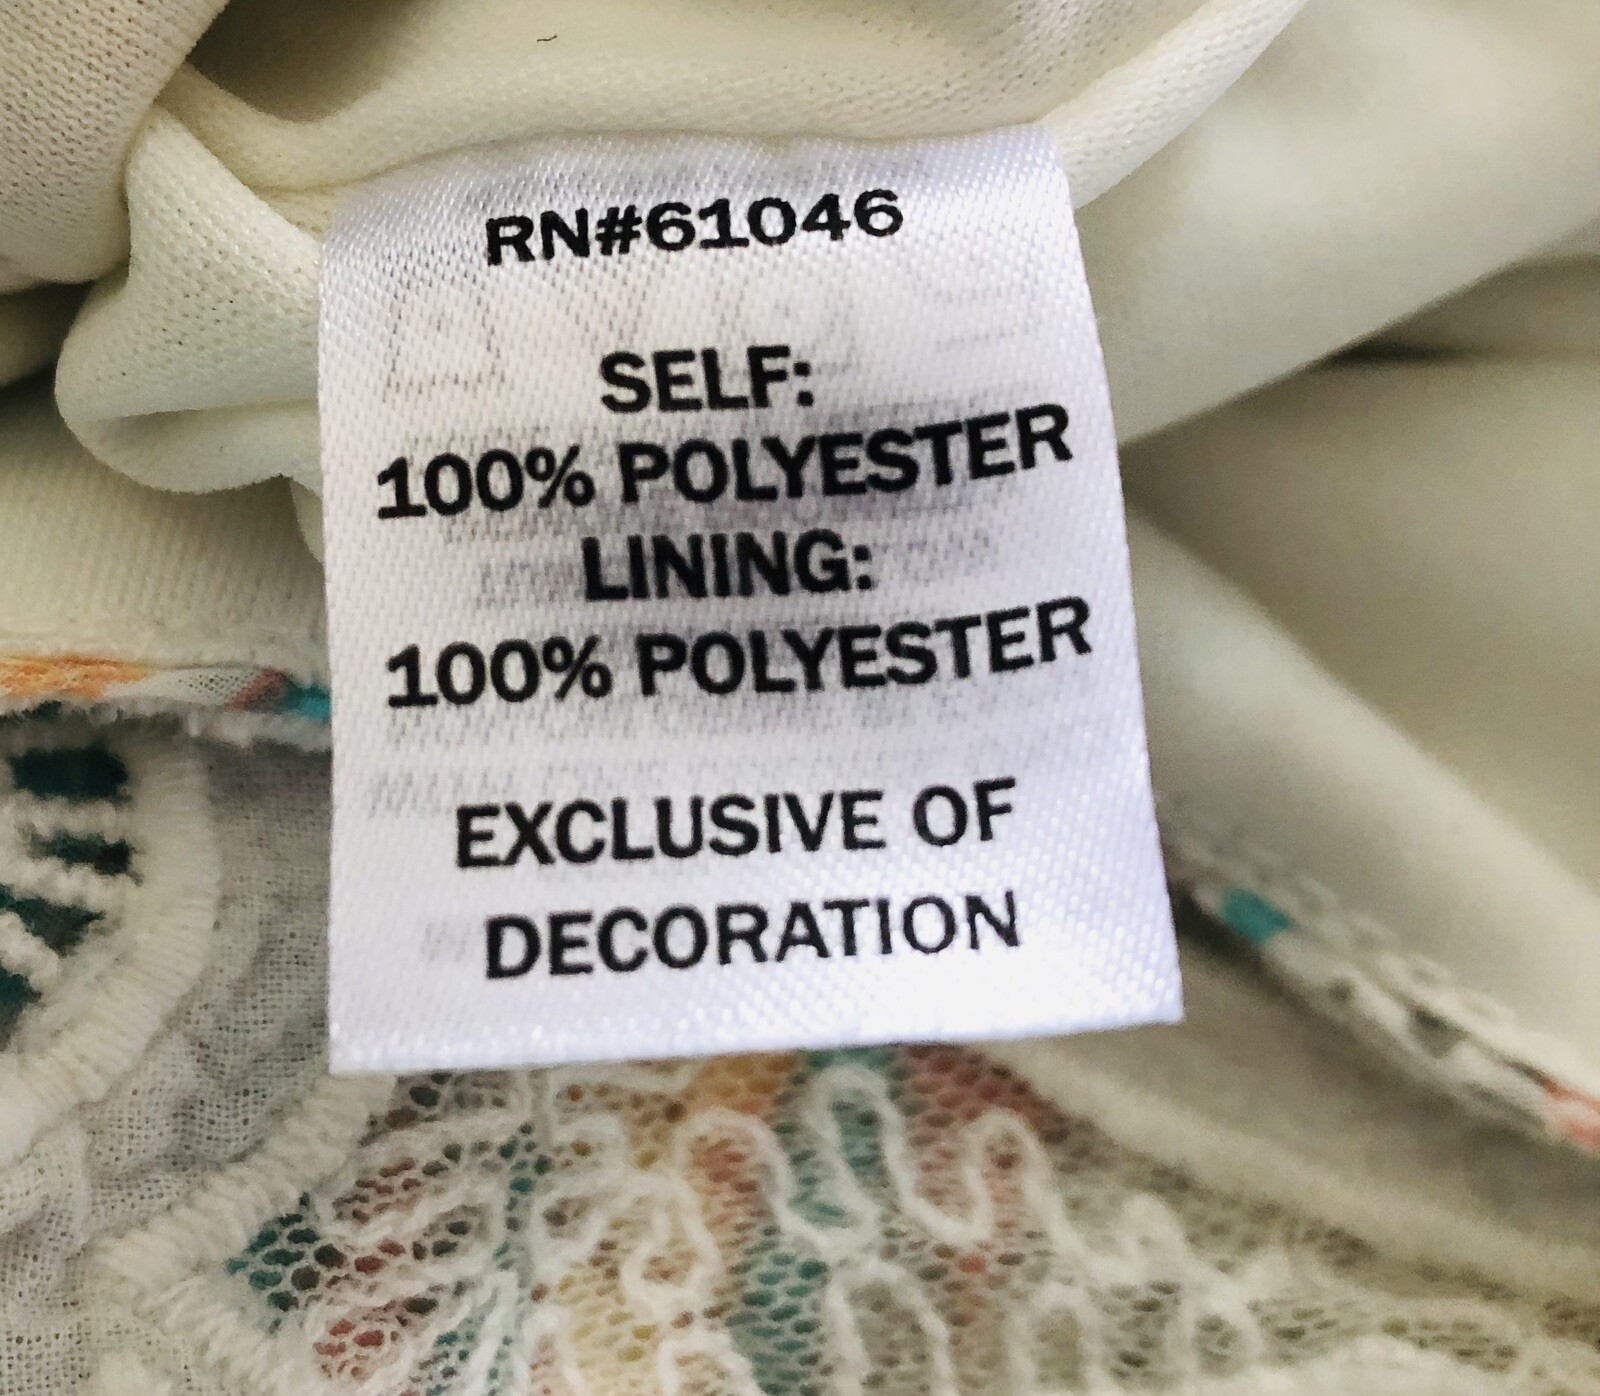 RN#61046
SELF:
100% POLYESTER
LINING:
100% POLYESTER
EXCLUSIVE OF
DECORATION